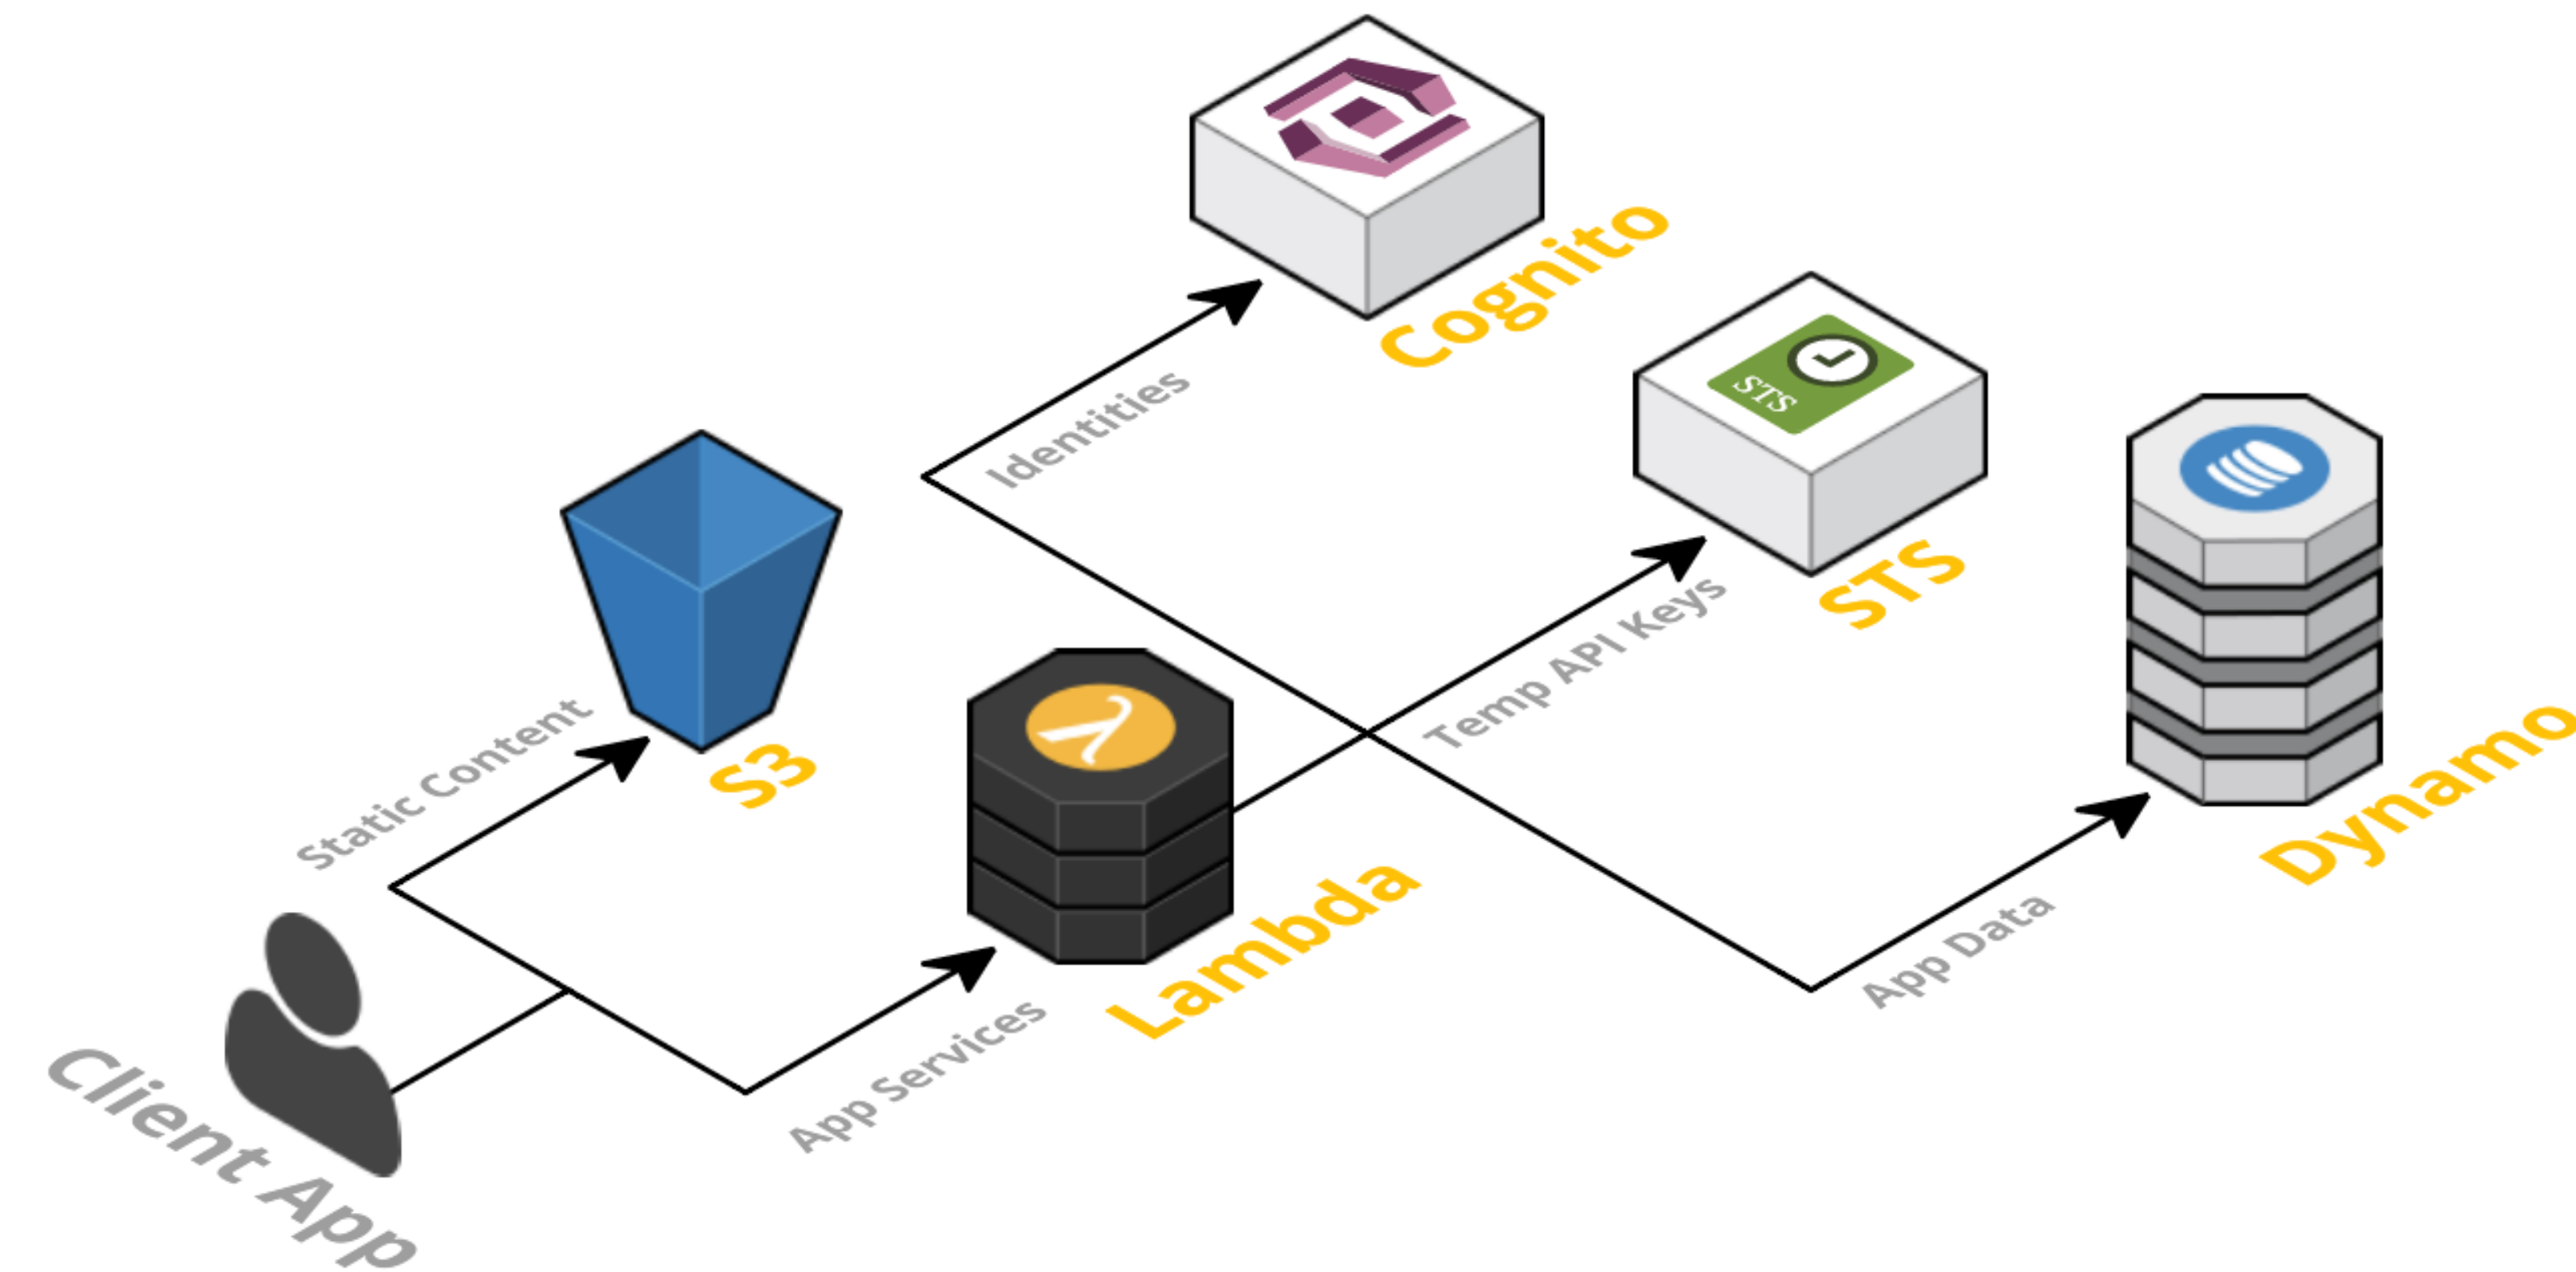 Cognito
Identities
STS
STS
Temp API Keys
Static Content
S3
Dynamo
Lambda
App Data
App Services
Client App